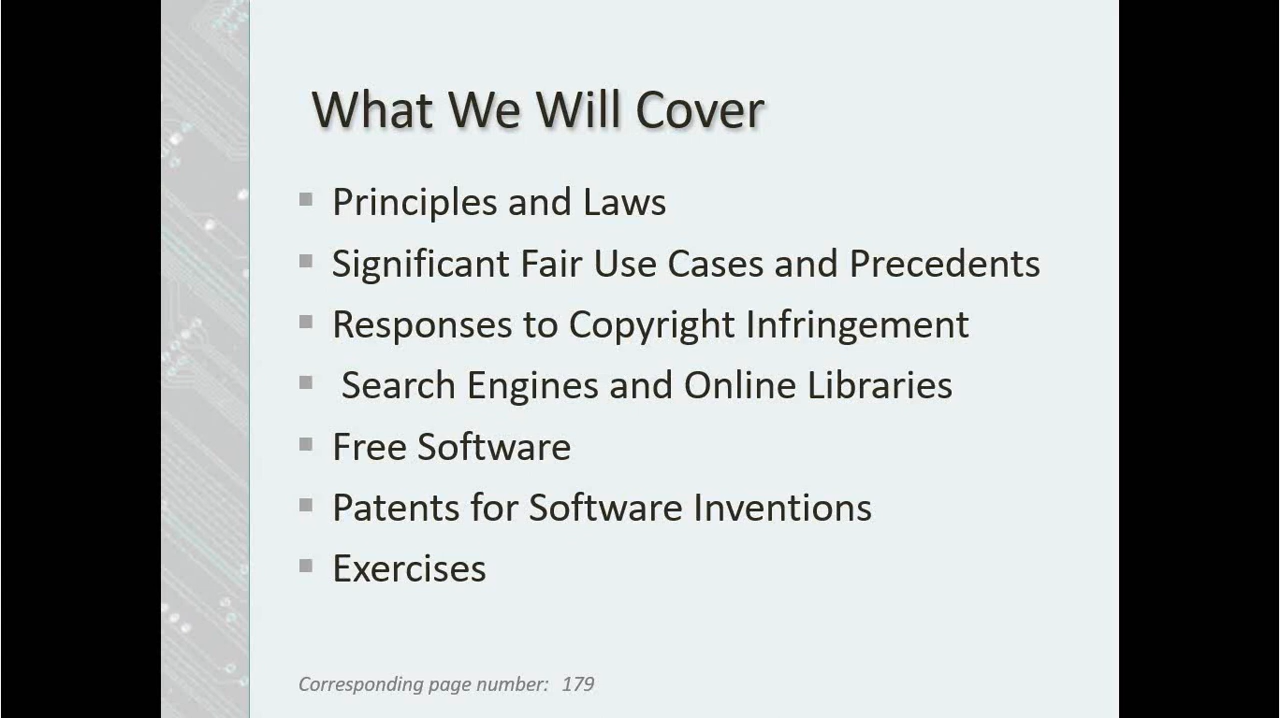 What We Will Cover
▪ Principles and Laws
▪ Significant Fair Use Cases and Precedents
▪ Responses to Copyright Infringement
▪ Search Engines and Online Libraries
▪ Free Software
▪ Patents for Software Inventions
▪ Exercises
Corresponding page number: 179